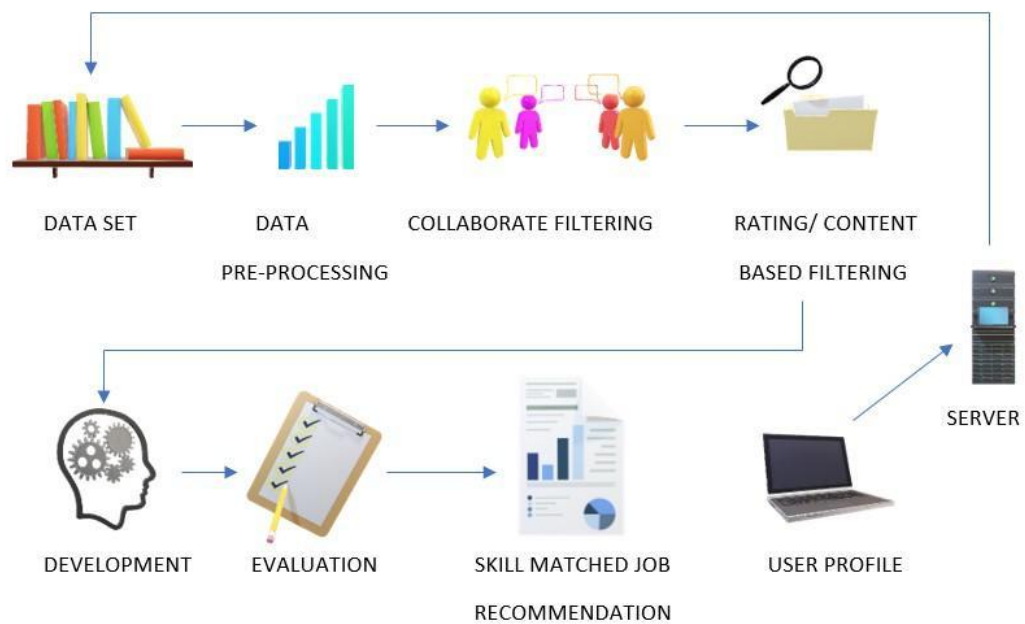 DATA SET
DATA
PRE-PROCESSING
COLLABORATE FILTERING
RATING/ CONTENT
BASED FILTERING
SERVER
DEVELOPMENT
EVALUATION
SKILL MATCHED JOB
RECOMMENDATION
USER PROFILE